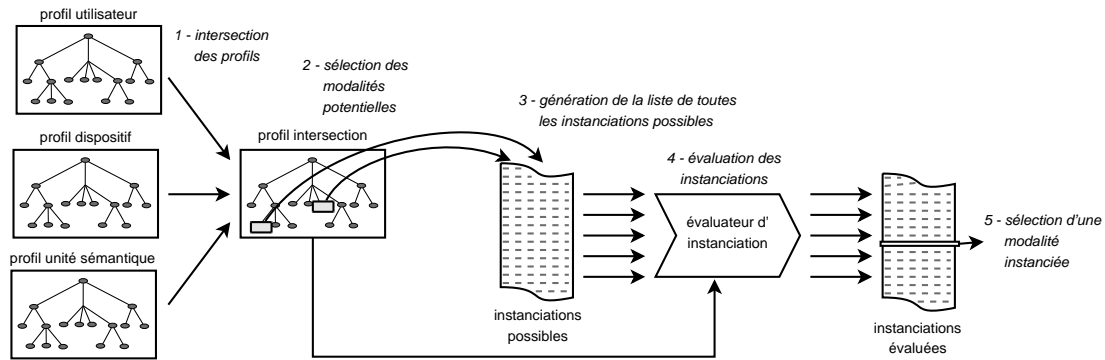 profil utilisateur
1 - intersection
des profils
2 - sélection des
modalités
potentielles
3 - génération de la liste de toutes
les instanciations possibles
profil dispositif
profil intersection
4 - évaluation des
instanciations
évaluateur d’
instanciation
5 - sélection d’une
modalité
instanciée
profil unité sémantique
instanciations
possibles
instanciations
évaluées